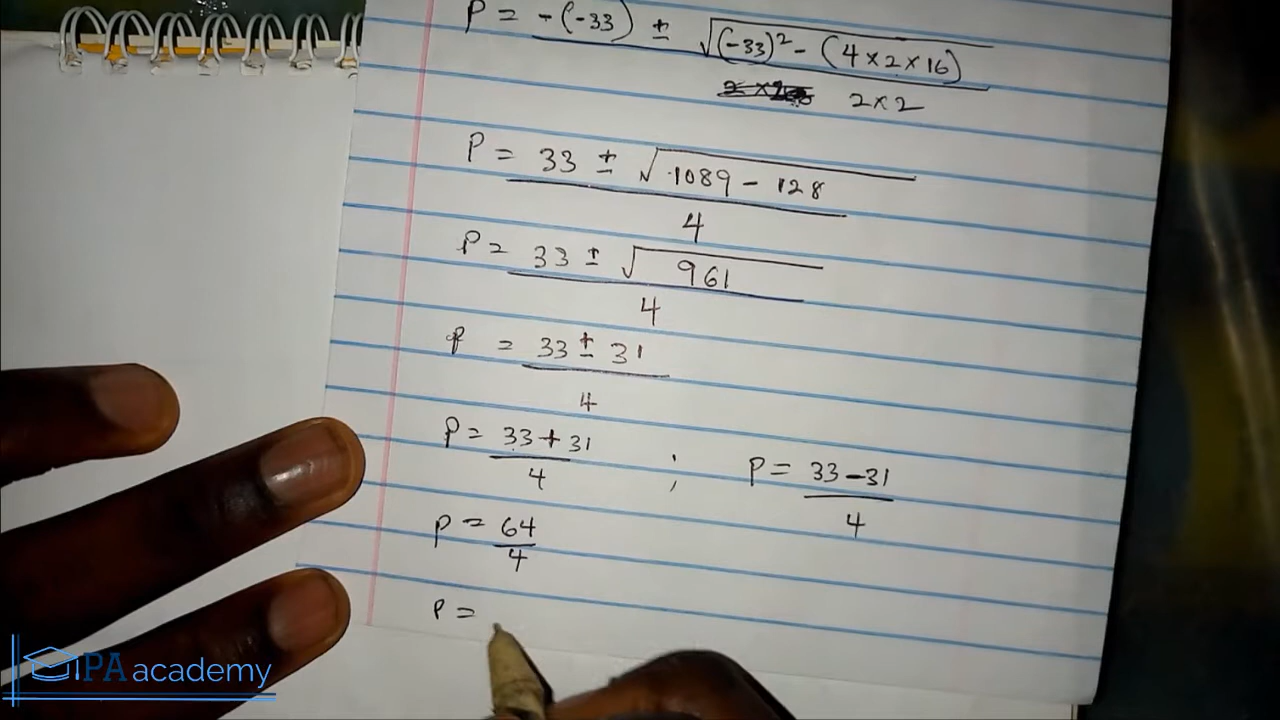 P = -(-33) ± √(-33)² - (4×2×16)
2×2
P = 33 ± √1089 - 128
4
P = 33 ± √961
4
P = 33 ± 31
4
P = 33 + 31 ; P = 33 - 31
4 4
P = 64
4
P =
iPA academy